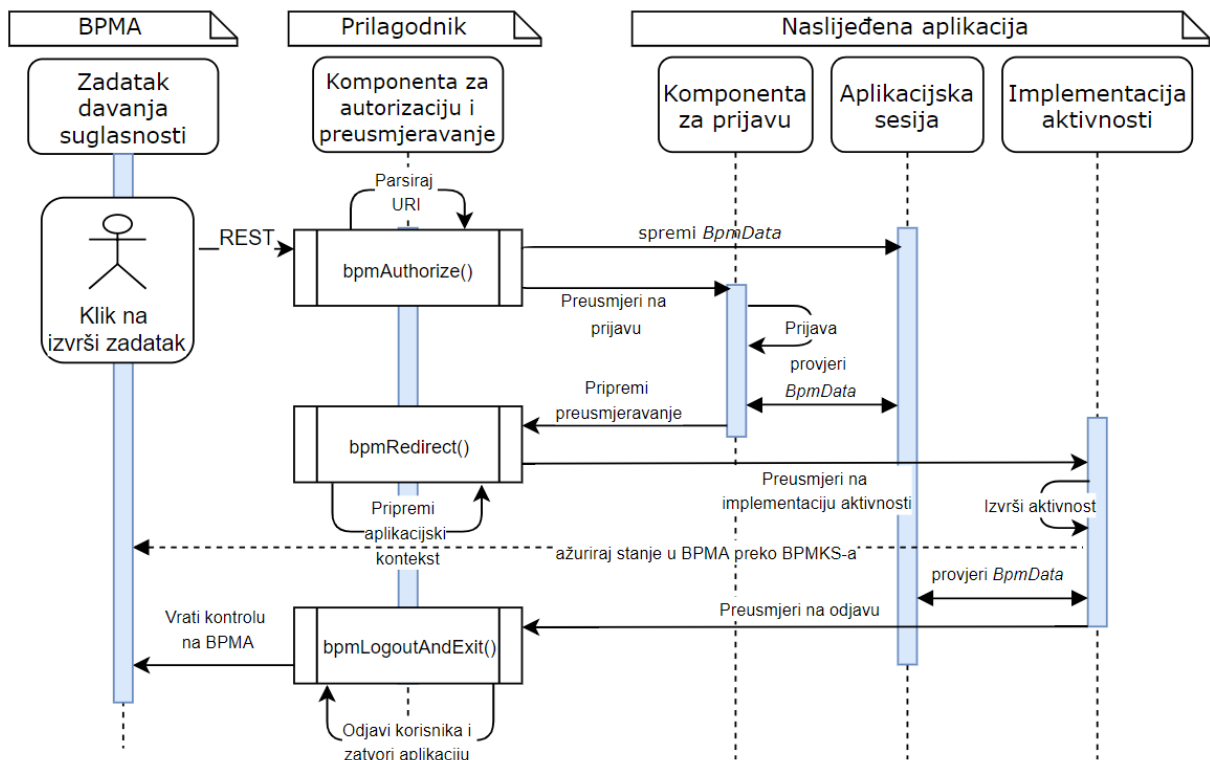 BPMA
Prilagodnik
Naslijeđena aplikacija
Zadatak
davanja
suglasnosti
Komponenta za
autorizaciju i
preusmjeravanje
Komponenta
za prijavu
Aplikacijska
sesija
Implementacija
aktivnosti
Parsiraj
URI
Klik na
izvrši zadatak
REST
bpmAuthorize()
spremi BpmData
Preusmjeri na
prijavu
Prijava
provjeri
BpmData
Pripremi
preusmjeravanje
bpmRedirect()
Preusmjeri na
implementaciju aktivnosti
Izvrši aktivnost
Pripremi
aplikacijski
kontekst
ažuriraj stanje u BPMA preko BPMKS-a
provjeri BpmData
Preusmjeri na odjavu
Vrati kontrolu
na BPMA
bpmLogoutAndExit()
Odjavi korisnika i
zatvori aplikaciju